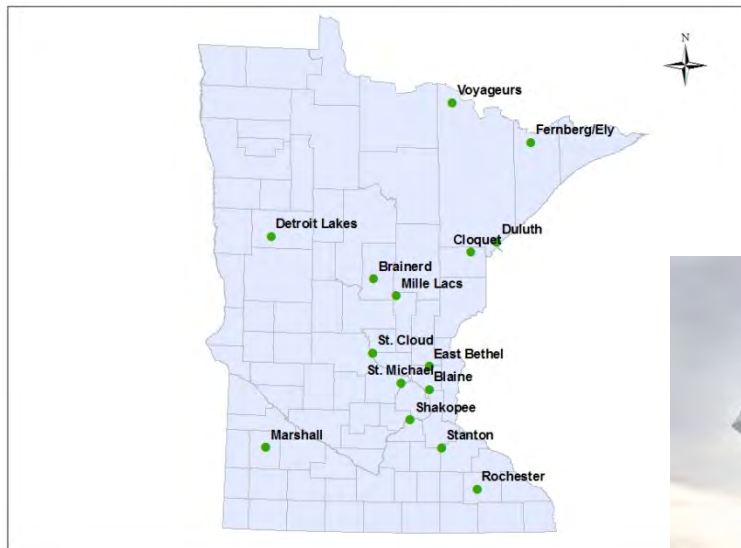 N
Voyageurs
Fernberg/Ely
Detroit Lakes
Duluth
Cloquet
Brainerd
Mille Lacs
St. Cloud
East Bethel
St. Michael
Blaine
Shakopee
Marshall
Stanton
Rochester